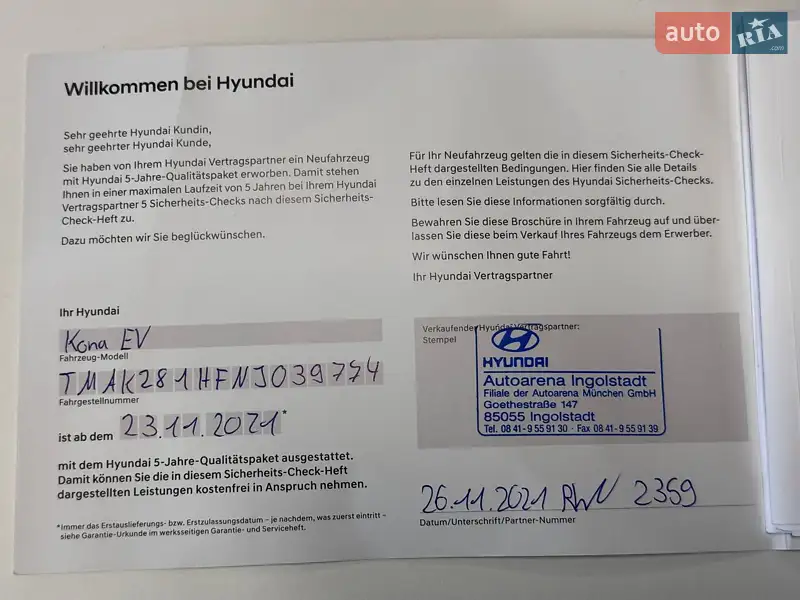 auto RIA .com
Willkommen bei Hyundai
Sehr geehrte Hyundai Kundin,
sehr geehrter Hyundai Kunde,
Sie haben von Ihrem Hyundai Vertragspartner ein Neufahrzeug
mit Hyundai 5-Jahre-Qualitätspaket erworben. Damit stehen
Ihnen in einer maximalen Laufzeit von 5 Jahren bei Ihrem Hyundai
Vertragspartner 5 Sicherheits-Checks nach diesem Sicherheits-
Check-Heft zu.
Dazu möchten wir Sie beglückwünschen.
Ihr Hyundai
Kona EV
Fahrzeug-Modell
TMAK281HFNJ039774
Fahrgestellnummer
ist ab dem 23.11.2021*
mit dem Hyundai 5-Jahre-Qualitätspaket ausgestattet.
Damit können Sie die in diesem Sicherheits-Check-Heft
dargestellten Leistungen kostenfrei in Anspruch nehmen.
*Immer das Erstauslieferungs- bzw. Erstzulassungsdatum – je nachdem, was zuerst eintritt –
siehe Garantie-Urkunde im werksseitigen Garantie- und Serviceheft.
Für Ihr Neufahrzeug gelten die in diesem Sicherheits-Check-
Heft dargestellten Bedingungen. Hier finden Sie alle Details
zu den einzelnen Leistungen des Hyundai Sicherheits-Checks.
Bitte lesen Sie diese Informationen sorgfältig durch.
Bewahren Sie diese Broschüre in Ihrem Fahrzeug auf und über-
lassen Sie diese beim Verkauf Ihres Fahrzeugs dem Erwerber.
Wir wünschen Ihnen gute Fahrt!
Ihr Hyundai Vertragspartner
Verkaufender Hyundai Vertragspartner:
Stempel
HYUNDAI
Autoarena Ingolstadt
Filiale der Autoarena München GmbH
Goethestraße 147
85055 Ingolstadt
Tel. 08 41-9 55 91 30 · Fax 08 41-9 55 91 39
26.11.2021 2359
Datum/Unterschrift/Partner-Nummer